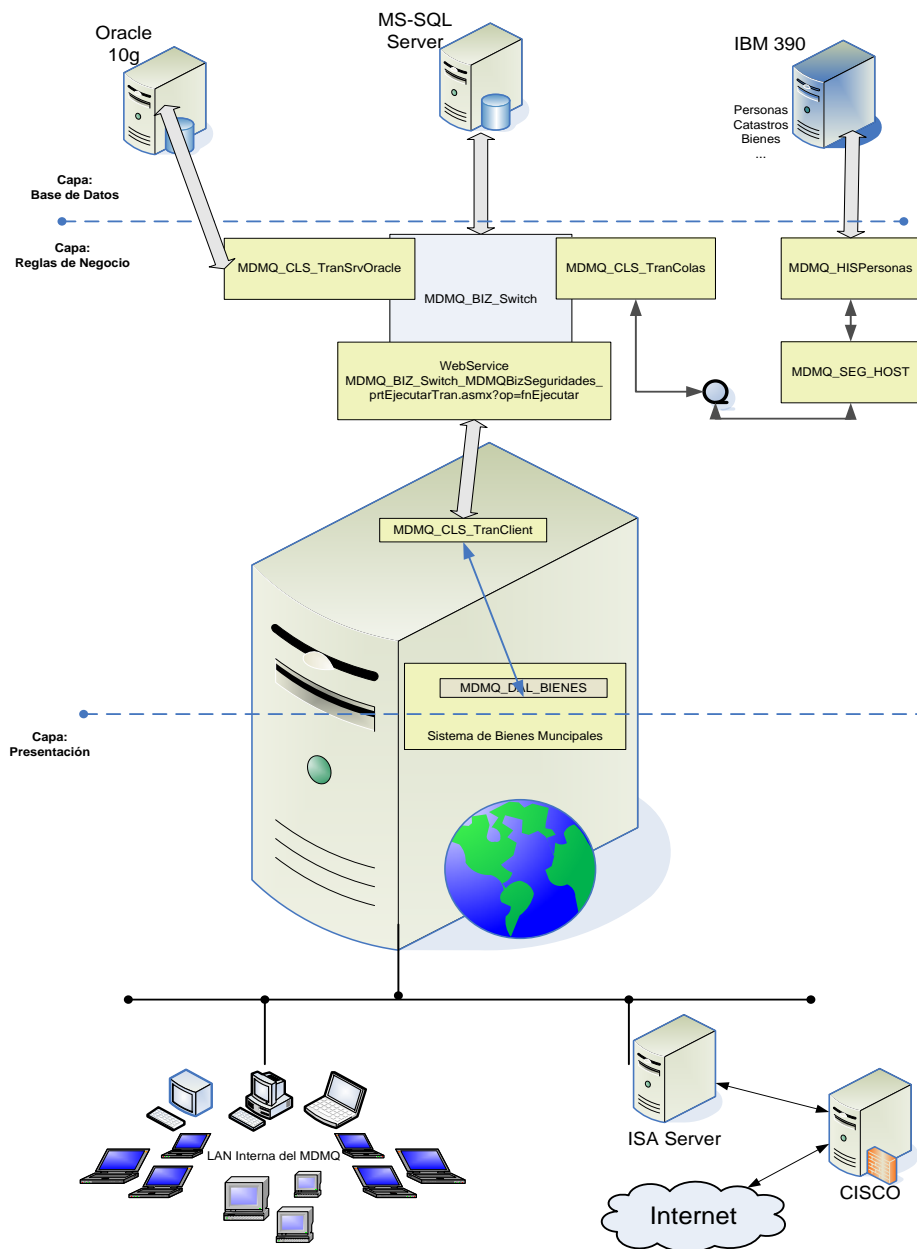 Oracle
10g
MS-SQL
Server
IBM 390
Personas
Catastros
Bienes
...
Capa:
Base de Datos
Capa:
Reglas de Negocio
MDMQ_CLS_TranSrvOracle
MDMQ_BIZ_Switch
MDMQ_CLS_TranColas
MDMQ_HISPersonas
WebService
MDMQ_BIZ_Switch_MDMQBizSeguridades_
prtEjecutarTran.asmx?op=fnEjecutar
MDMQ_SEG_HOST
MDMQ_CLS_TranClient
MDMQ_DAL_BIENES
Sistema de Bienes Muncipales
Capa:
Presentación
LAN Interna del MDMQ
ISA Server
CISCO
Internet